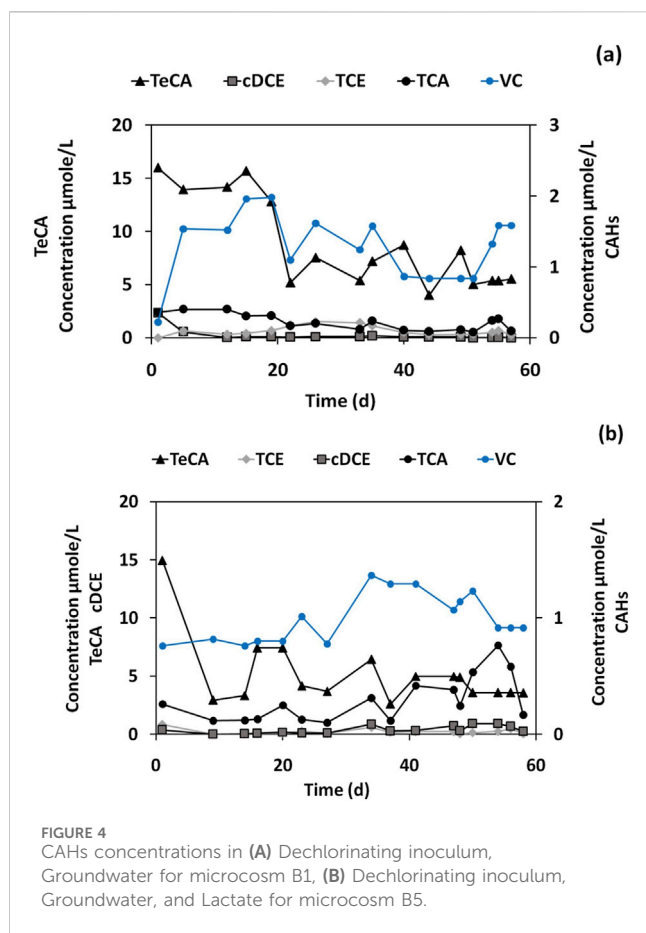 (a)
TeCA cDCE TCE TCA VC
20 3
15
2
10
1
5
0 0
0 20 40 60
Time (d)
TeCA
Concentration µmole/L
Concentration µmole/L
CAHs
(b)
TeCA TCE cDCE TCA VC
20 2
15
10 1
5
0 0
0 20 40 60
Time (d)
Concentration µmole/L
TeCA cDCE
Concentration µmole/L
CAHs
FIGURE 4
CAHs concentrations in (A) Dechlorinating inoculum,
Groundwater for microcosm B1, (B) Dechlorinating inoculum,
Groundwater, and Lactate for microcosm B5.